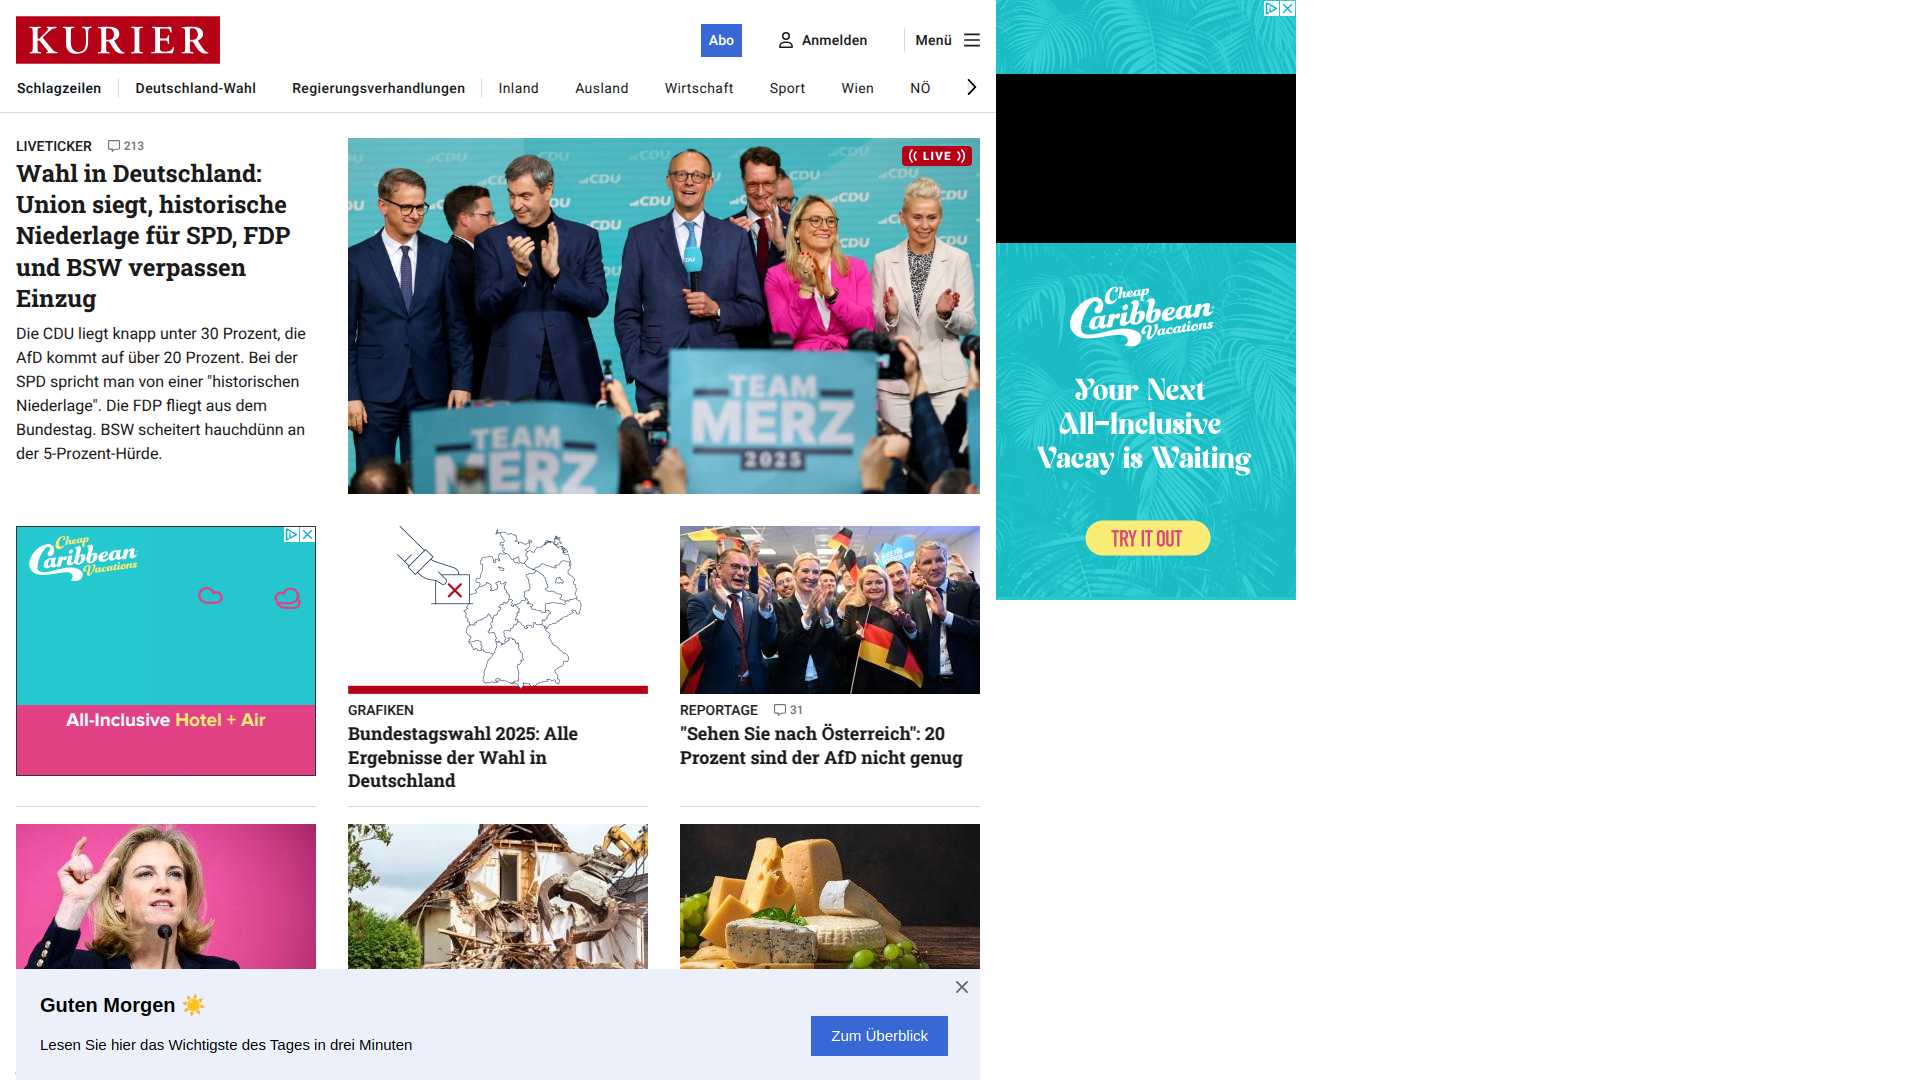 KURIER
Abo
Anmelden
Menü
Schlagzeilen
Deutschland-Wahl
Regierungsverhandlungen
Inland
Ausland
Wirtschaft
Sport
Wien
NÖ
LIVETICKER 213
Wahl in Deutschland:
Union siegt, historische
Niederlage für SPD, FDP
und BSW verpassen
Einzug
Die CDU liegt knapp unter 30 Prozent, die
AfD kommt auf über 20 Prozent. Bei der
SPD spricht man von einer "historischen
Niederlage". Die FDP fliegt aus dem
Bundestag. BSW scheitert hauchdünn an
der 5-Prozent-Hürde.
LIVE
CDU
TEAM
MERZ
2025
TEAM
MERZ
Cheap
Caribbean
Vacations
Your Next
All-Inclusive
Vacay is Waiting
TRY IT OUT
Cheap
Caribbean
Vacations
All-Inclusive Hotel + Air
GRAFIKEN
Bundestagswahl 2025: Alle
Ergebnisse der Wahl in
Deutschland
REPORTAGE 31
"Sehen Sie nach Österreich": 20
Prozent sind der AfD nicht genug
Guten Morgen ☀️
Lesen Sie hier das Wichtigste des Tages in drei Minuten
Zum Überblick